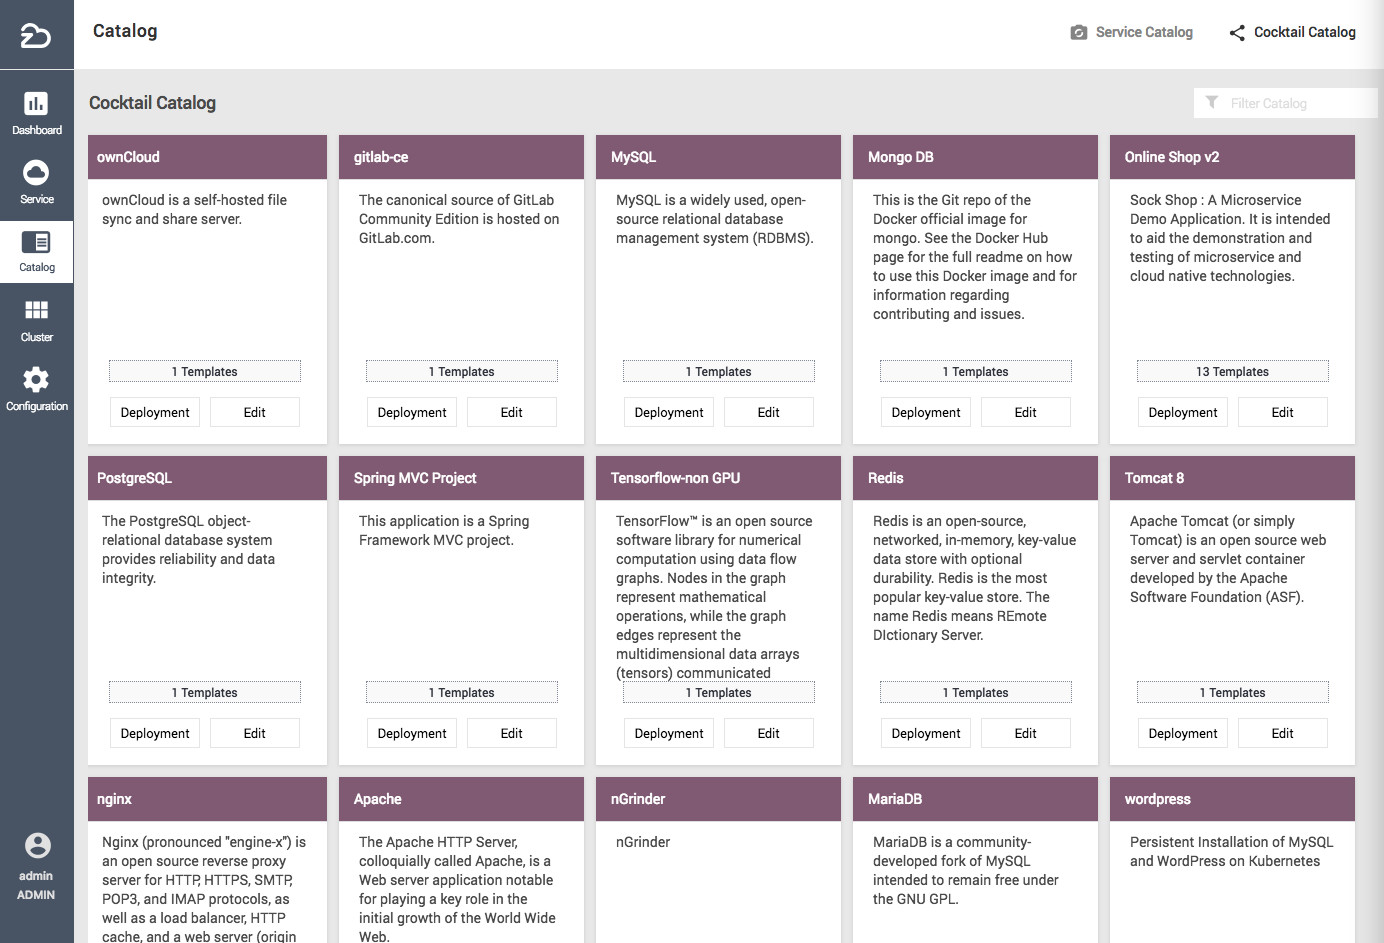 Catalog
Service Catalog
Cocktail Catalog
Dashboard
Service
Catalog
Cluster
Configuration
admin
ADMIN
Cocktail Catalog
Filter Catalog
ownCloud
ownCloud is a self-hosted file
sync and share server.
1 Templates
Deployment
Edit
gitlab-ce
The canonical source of GitLab
Community Edition is hosted on
GitLab.com.
1 Templates
Deployment
Edit
MySQL
MySQL is a widely used, open-
source relational database
management system (RDBMS).
1 Templates
Deployment
Edit
Mongo DB
This is the Git repo of the
Docker official image for
mongo. See the Docker Hub
page for the full readme on how
to use this Docker image and for
information regarding
contributing and issues.
1 Templates
Deployment
Edit
Online Shop v2
Sock Shop : A Microservice
Demo Application. It is intended
to aid the demonstration and
testing of microservice and
cloud native technologies.
13 Templates
Deployment
Edit
PostgreSQL
The PostgreSQL object-
relational database system
provides reliability and data
integrity.
1 Templates
Deployment
Edit
Spring MVC Project
This application is a Spring
Framework MVC project.
1 Templates
Deployment
Edit
Tensorflow-non GPU
TensorFlow™ is an open source
software library for numerical
computation using data flow
graphs. Nodes in the graph
represent mathematical
operations, while the graph
edges represent the
multidimensional data arrays
(tensors) communicated
1 Templates
Deployment
Edit
Redis
Redis is an open-source,
networked, in-memory, key-value
data store with optional
durability. Redis is the most
popular key-value store. The
name Redis means REmote
DIctionary Server.
1 Templates
Deployment
Edit
Tomcat 8
Apache Tomcat (or simply
Tomcat) is an open source web
server and servlet container
developed by the Apache
Software Foundation (ASF).
1 Templates
Deployment
Edit
nginx
Nginx (pronounced "engine-x") is
an open source reverse proxy
server for HTTP, HTTPS, SMTP,
POP3, and IMAP protocols, as
well as a load balancer, HTTP
cache, and a web server (origin
Apache
The Apache HTTP Server,
colloquially called Apache, is a
Web server application notable
for playing a key role in the
initial growth of the World Wide
Web.
nGrinder
nGrinder
MariaDB
MariaDB is a community-
developed fork of MySQL
intended to remain free under
the GNU GPL.
wordpress
Persistent Installation of MySQL
and WordPress on Kubernetes